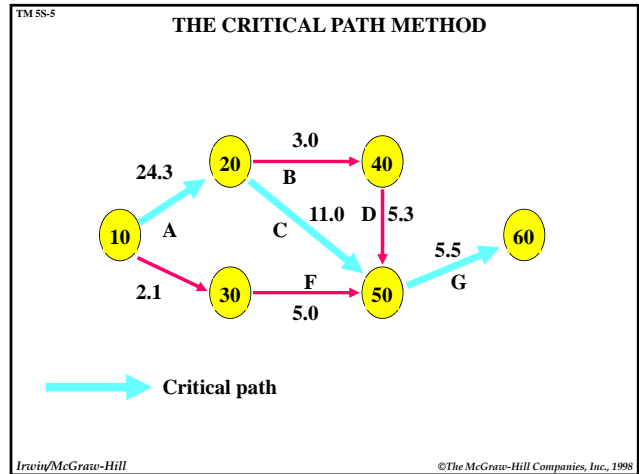 TM 5S-5
THE CRITICAL PATH METHOD
3.0
20
40
24.3
B
11.0
D
5.3
10
A
C
5.5
60
2.1
30
F
50
G
5.0
Critical path
Irwin/McGraw-Hill
©The McGraw-Hill Companies, Inc., 1998